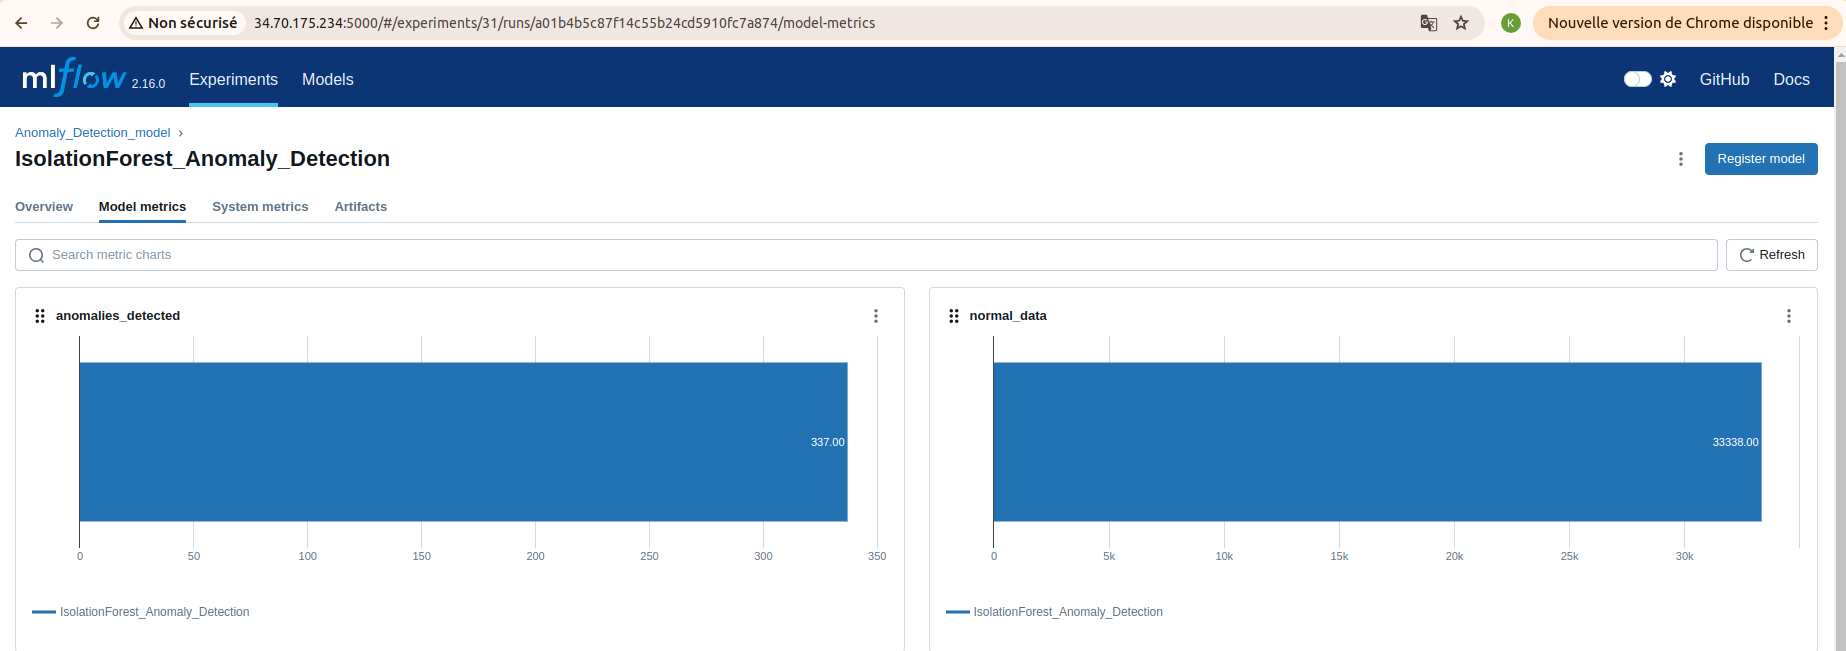 Non sécurisé 34.70.175.234:5000/#/experiments/31/runs/a01b4b5c87f14c55b24cd5910fc7a874/model-metrics K Nouvelle version de Chrome disponible
mlflow 2.16.0 Experiments Models GitHub Docs
Anomaly_Detection_model ›
IsolationForest_Anomaly_Detection Register model
Overview Model metrics System metrics Artifacts
Search metric charts Refresh
anomalies_detected
337.00
0 50 100 150 200 250 300 350
IsolationForest_Anomaly_Detection
normal_data
33338.00
0 5k 10k 15k 20k 25k 30k
IsolationForest_Anomaly_Detection